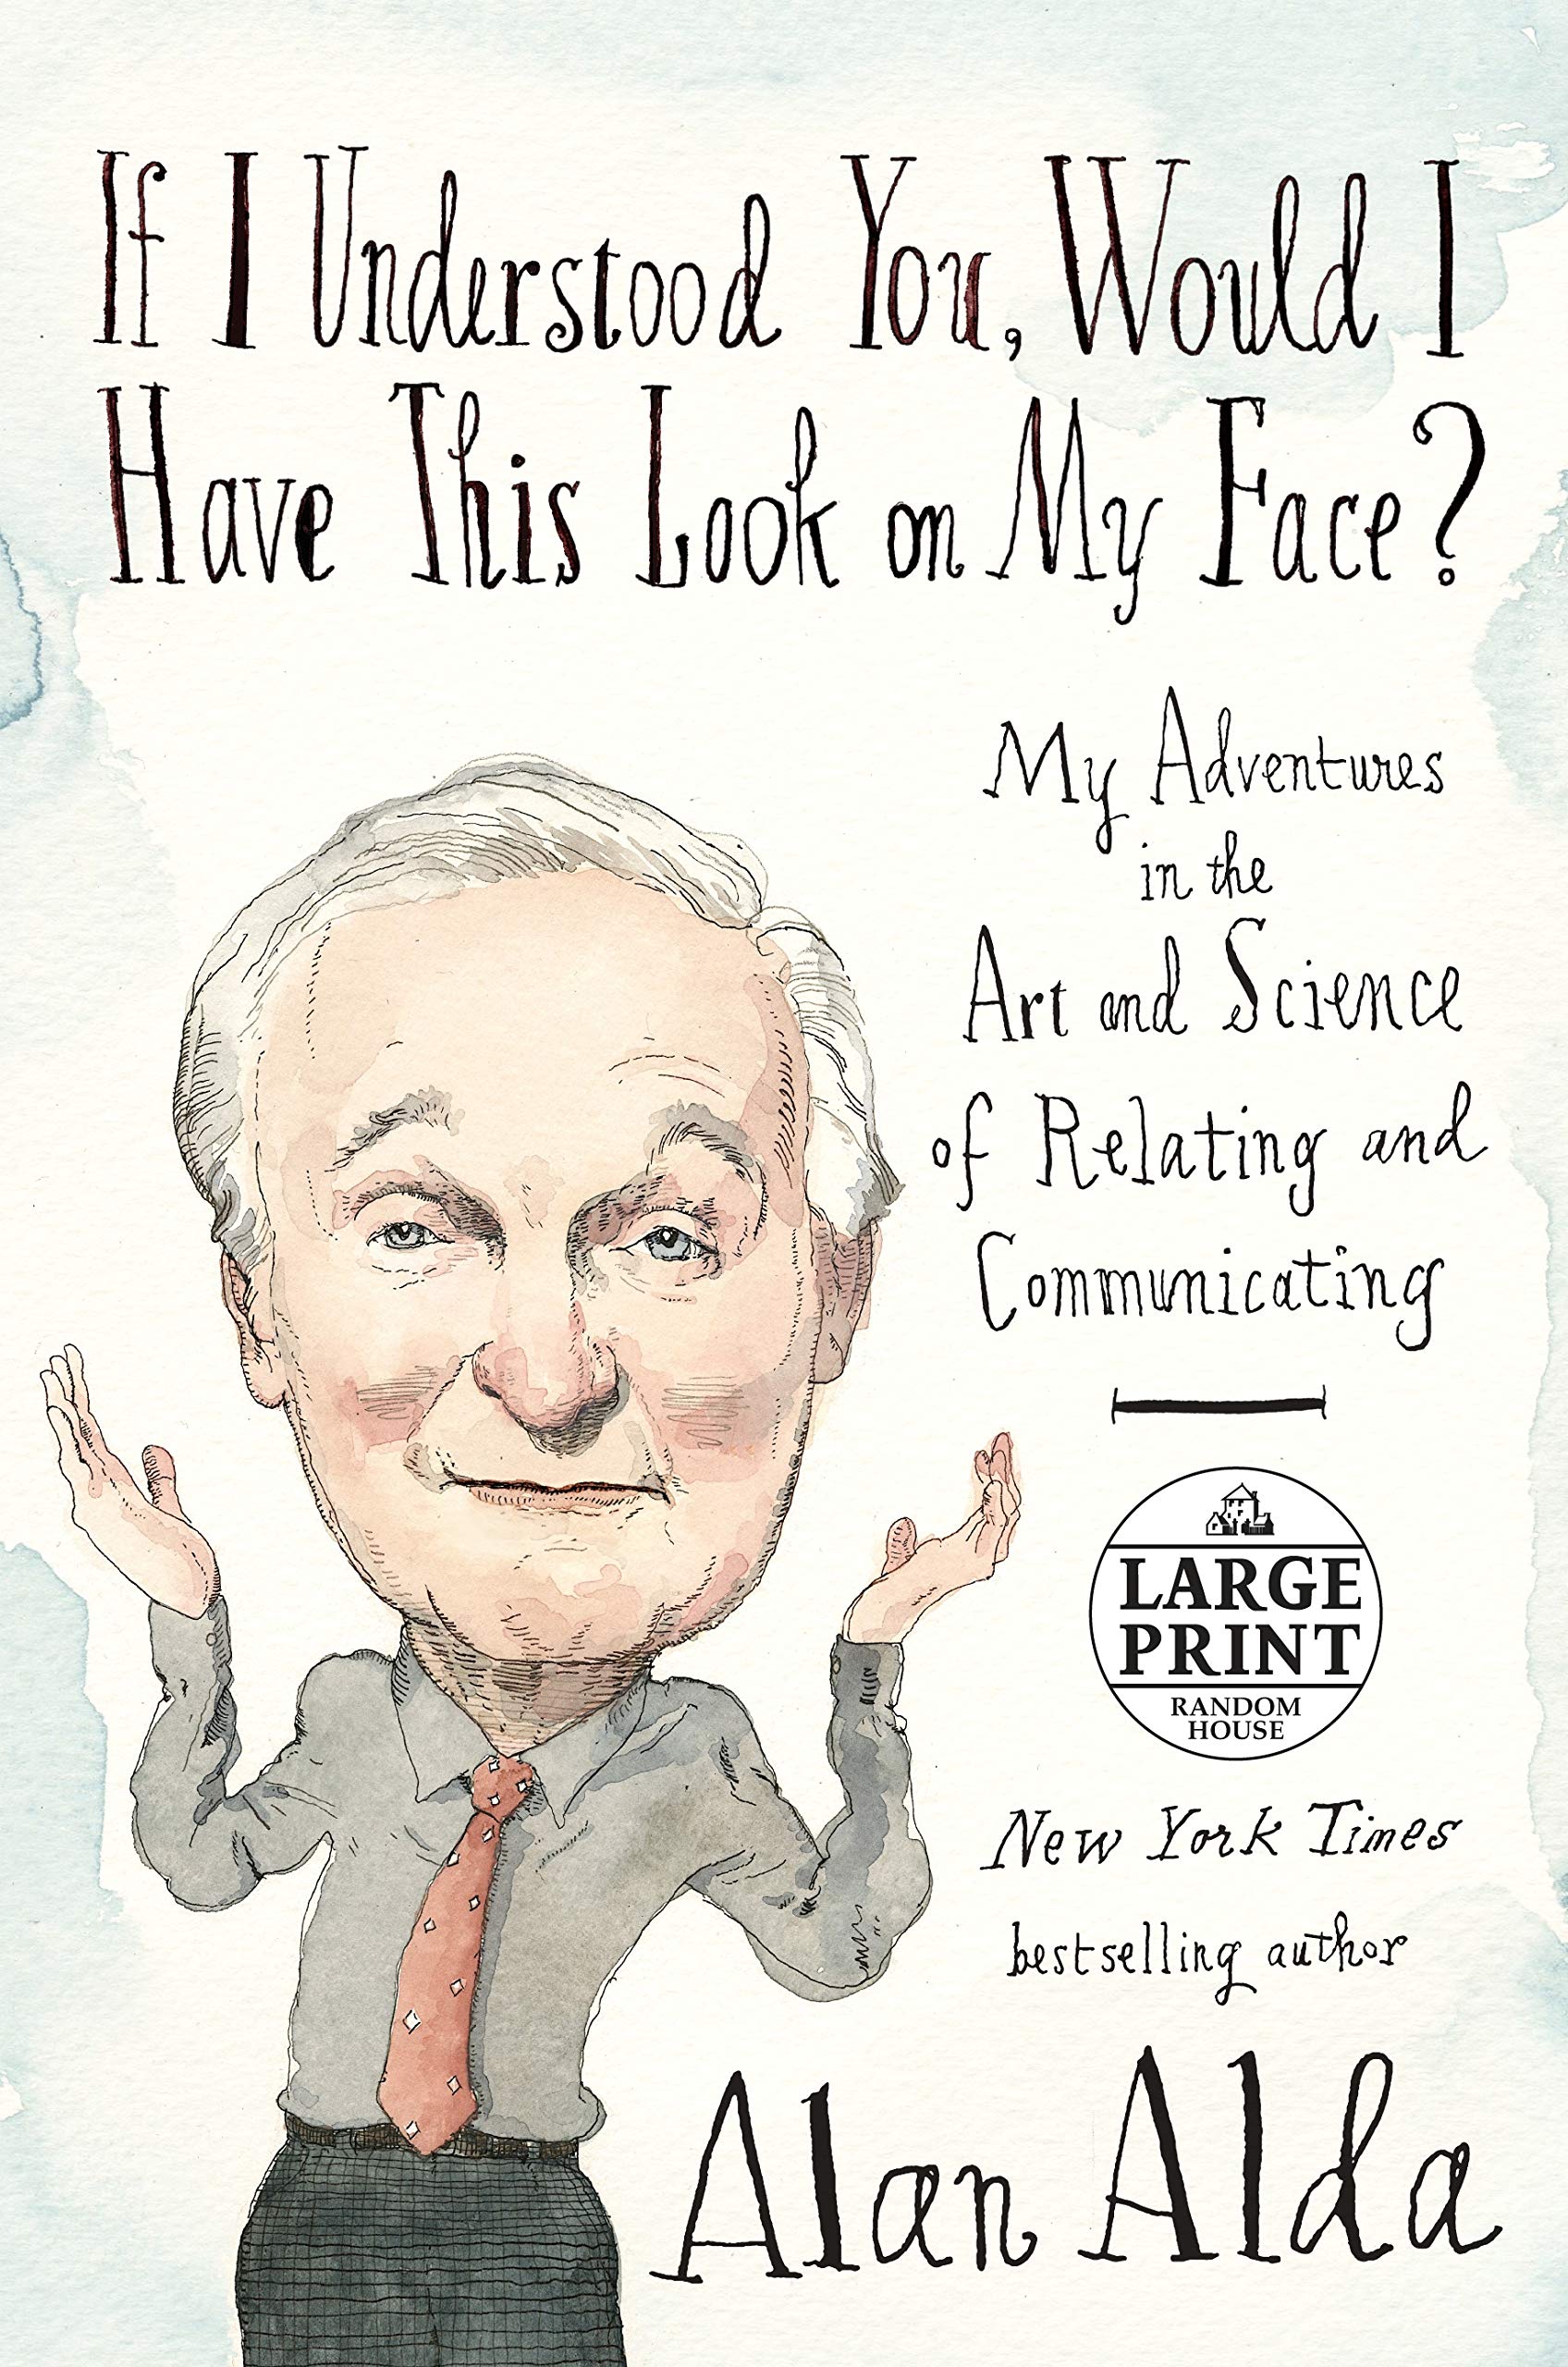 If I Understood You, Would I
Have This Look on My Face?
My Adventures
in the
Art and Science
of Relating and
Communicating
LARGE
PRINT
RANDOM
HOUSE
New York Times
bestselling author
Alan Alda